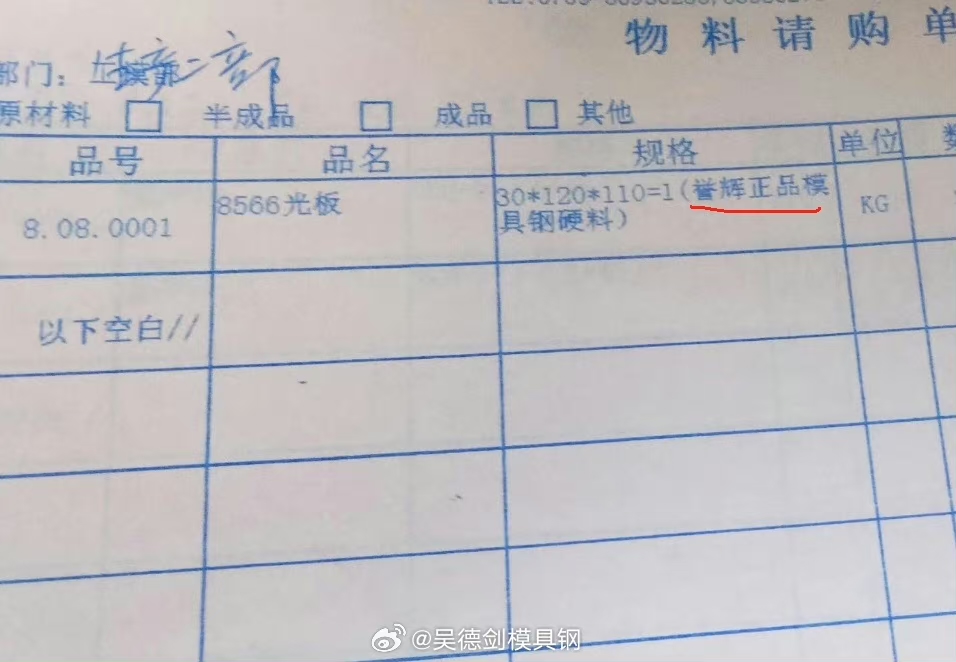 物料请购单
部门：
原材料 □ 半成品 □ 成品 □ 其他
品号 品名 规格 单位 数
8.08.0001 8566光板 30*120*110=1(誉辉正品模 KG
具钢硬料)
以下空白//
@吴德剑模具钢